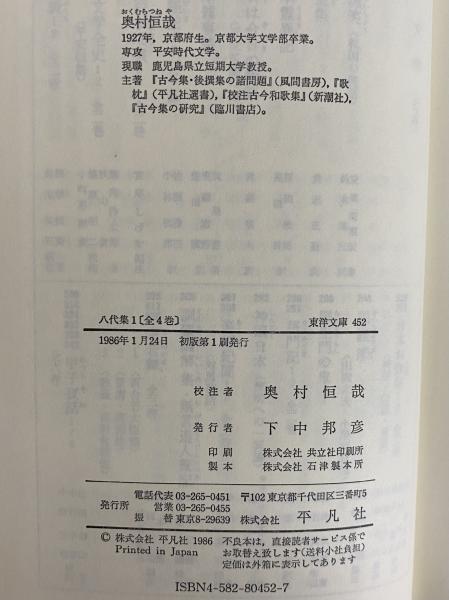 おくむらつねや
奥村恒哉
1927年,京都府生。京都大学文学部卒業。
専攻 平安時代文学。
現職 鹿児島県立短期大学教授。
主著 『古今集・後撰集の諸問題』(風間書房),『歌
枕』(平凡社選書),『校注古今和歌集』(新潮社),
『古今集の研究』(臨川書店)。
八代集1〔全4巻〕 東洋文庫 452
1986年1月24日 初版第1刷発行
校注者 奥村恒哉
発行者 下中邦彦
印刷 株式会社 共立社印刷所
製本 株式会社 石津製本所
発行所
電話代表 03-265-0451
営業 03-265-0455
振替 東京8-29639
〒102 東京都千代田区三番町5
株式会社 平凡社
© 株式会社 平凡社 1986
Printed in Japan
不良本は,直接読者サービス係で
お取替え致します(送料小社負担)
定価は外箱に表示してあります
ISBN4-582-80452-7